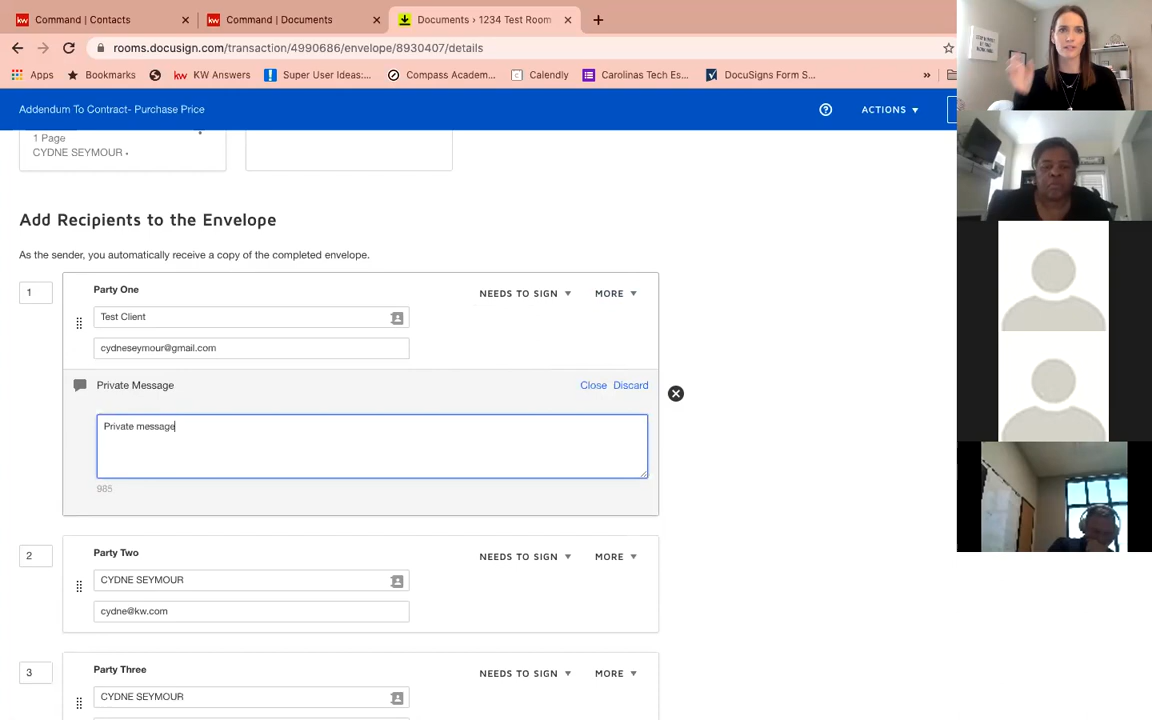 Command | Contacts
Command | Documents
Documents › 1234 Test Room
rooms.docusign.com/transaction/4990686/envelope/8930407/details
Apps
Bookmarks
kw KW Answers
Super User Ideas:...
Compass Academ...
Calendly
Carolinas Tech Es...
DocuSigns Form S...
»
Addendum To Contract- Purchase Price
ACTIONS
1 Page
CYDNE SEYMOUR •
Add Recipients to the Envelope
As the sender, you automatically receive a copy of the completed envelope.
1
Party One
NEEDS TO SIGN
MORE
Test Client
cydneseymour@gmail.com
Private Message
Close
Discard
Private message
985
2
Party Two
NEEDS TO SIGN
MORE
CYDNE SEYMOUR
cydne@kw.com
3
Party Three
NEEDS TO SIGN
MORE
CYDNE SEYMOUR